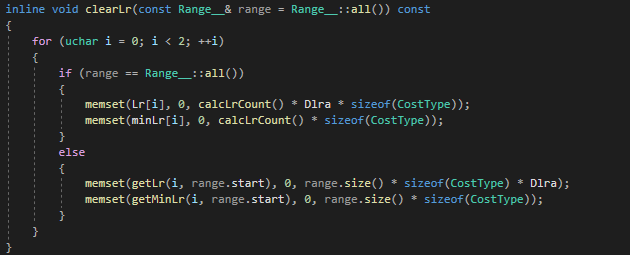 inline void clearLr(const Range__& range = Range__::all()) const
{
    for (uchar i = 0; i < 2; ++i)
    {
        if (range == Range__::all())
        {
            memset(Lr[i], 0, calcLrCount() * Dlra * sizeof(CostType));
            memset(minLr[i], 0, calcLrCount() * sizeof(CostType));
        }
        else
        {
            memset(getLr(i, range.start), 0, range.size() * sizeof(CostType) * Dlra);
            memset(getMinLr(i, range.start), 0, range.size() * sizeof(CostType));
        }
    }
}